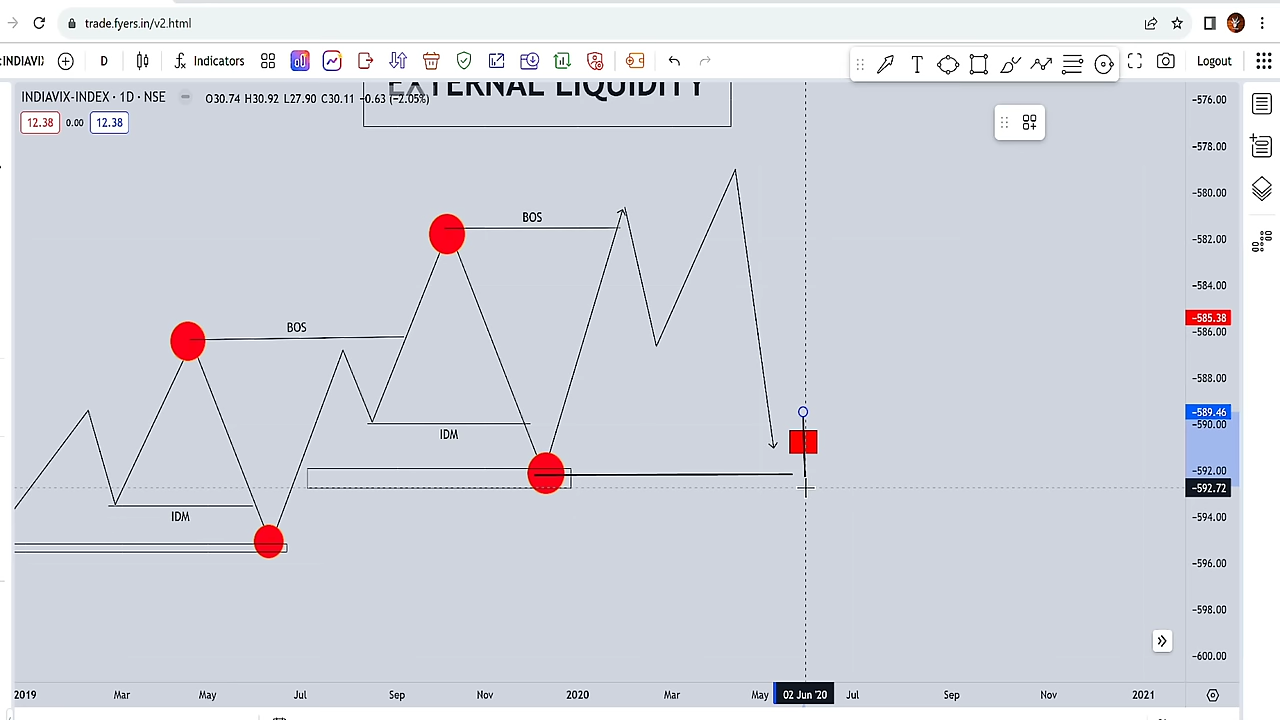 trade.fyers.in/v2.html
:INDIAVIX D Indicators Logout
EXTERNAL LIQUIDITY
INDIAVIX-INDEX · 1D · NSE O30.74 H30.92 L27.90 C30.11 −0.63 (−2.05%)
12.38 0.00 12.38
BOS
BOS
IDM
IDM
−576.00
−578.00
−580.00
−582.00
−584.00
−585.38
−586.00
−588.00
−589.46
−590.00
−592.00
−592.72
−594.00
−596.00
−598.00
−600.00
2019 Mar May Jul Sep Nov 2020 Mar May 02 Jun '20 Jul Sep Nov 2021